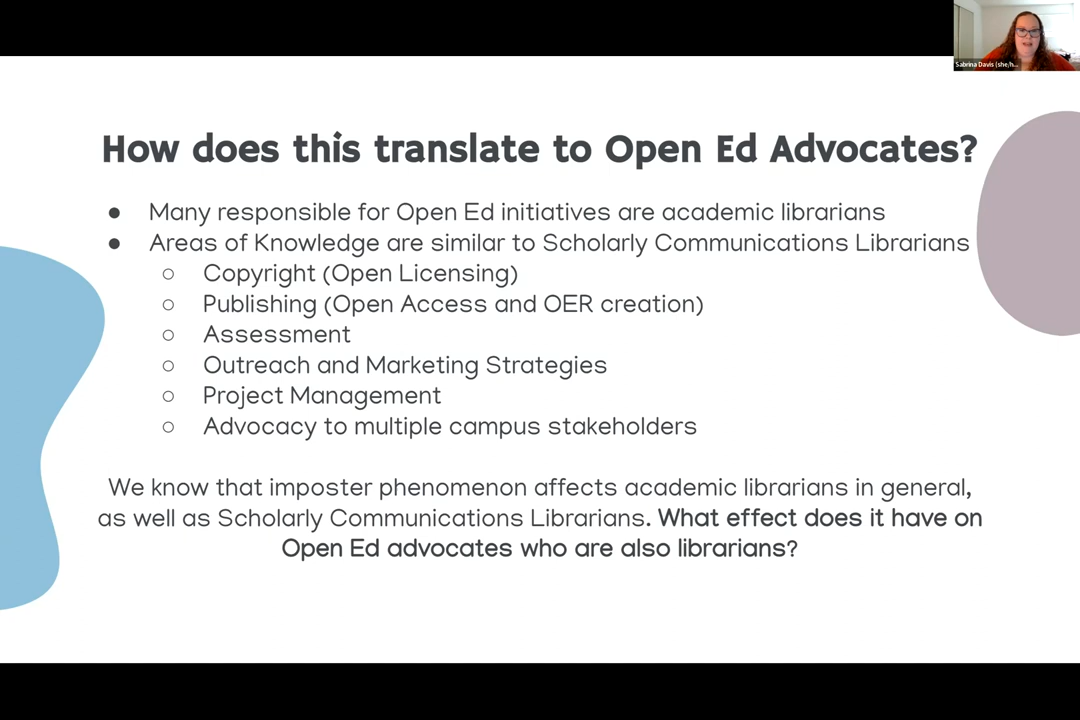 Sabrina Davis (she/h...
How does this translate to Open Ed Advocates?
● Many responsible for Open Ed initiatives are academic librarians
● Areas of Knowledge are similar to Scholarly Communications Librarians
○ Copyright (Open Licensing)
○ Publishing (Open Access and OER creation)
○ Assessment
○ Outreach and Marketing Strategies
○ Project Management
○ Advocacy to multiple campus stakeholders
We know that imposter phenomenon affects academic librarians in general,
as well as Scholarly Communications Librarians. What effect does it have on
Open Ed advocates who are also librarians?